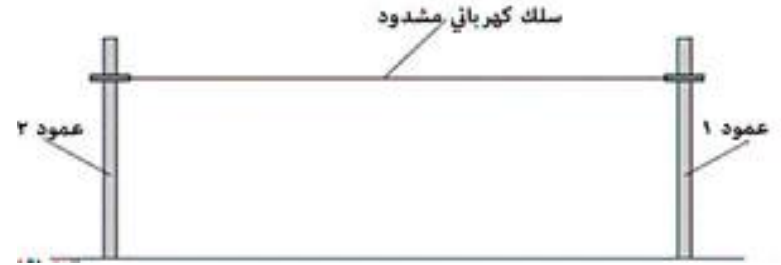 سلك كهربائي مشدود
عمود ١
عمود ٢